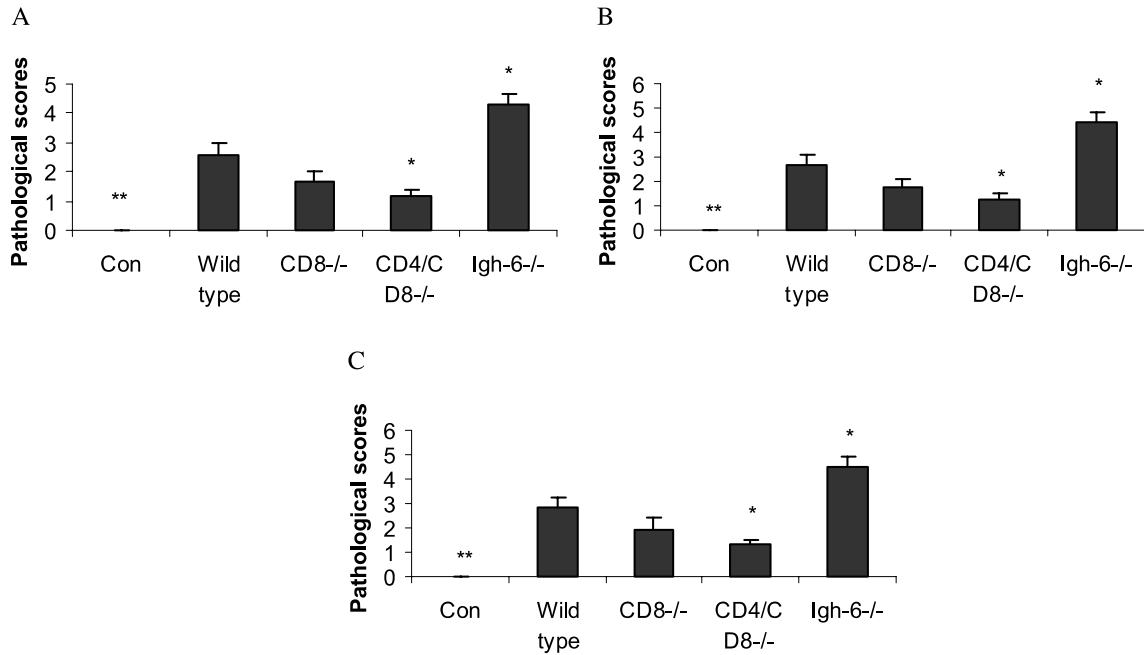 A
Pathological scores
5
4
3
2
1
0
**
*
*
Con
Wild
type
CD8-/-
CD4/C
D8-/-
Igh-6-/-
B
Pathological scores
6
5
4
3
2
1
0
**
*
*
Con
Wild
type
CD8-/-
CD4/C
D8-/-
Igh-6-/-
C
Pathological scores
6
5
4
3
2
1
0
**
*
*
Con
Wild
type
CD8-/-
CD4/C
D8-/-
Igh-6-/-